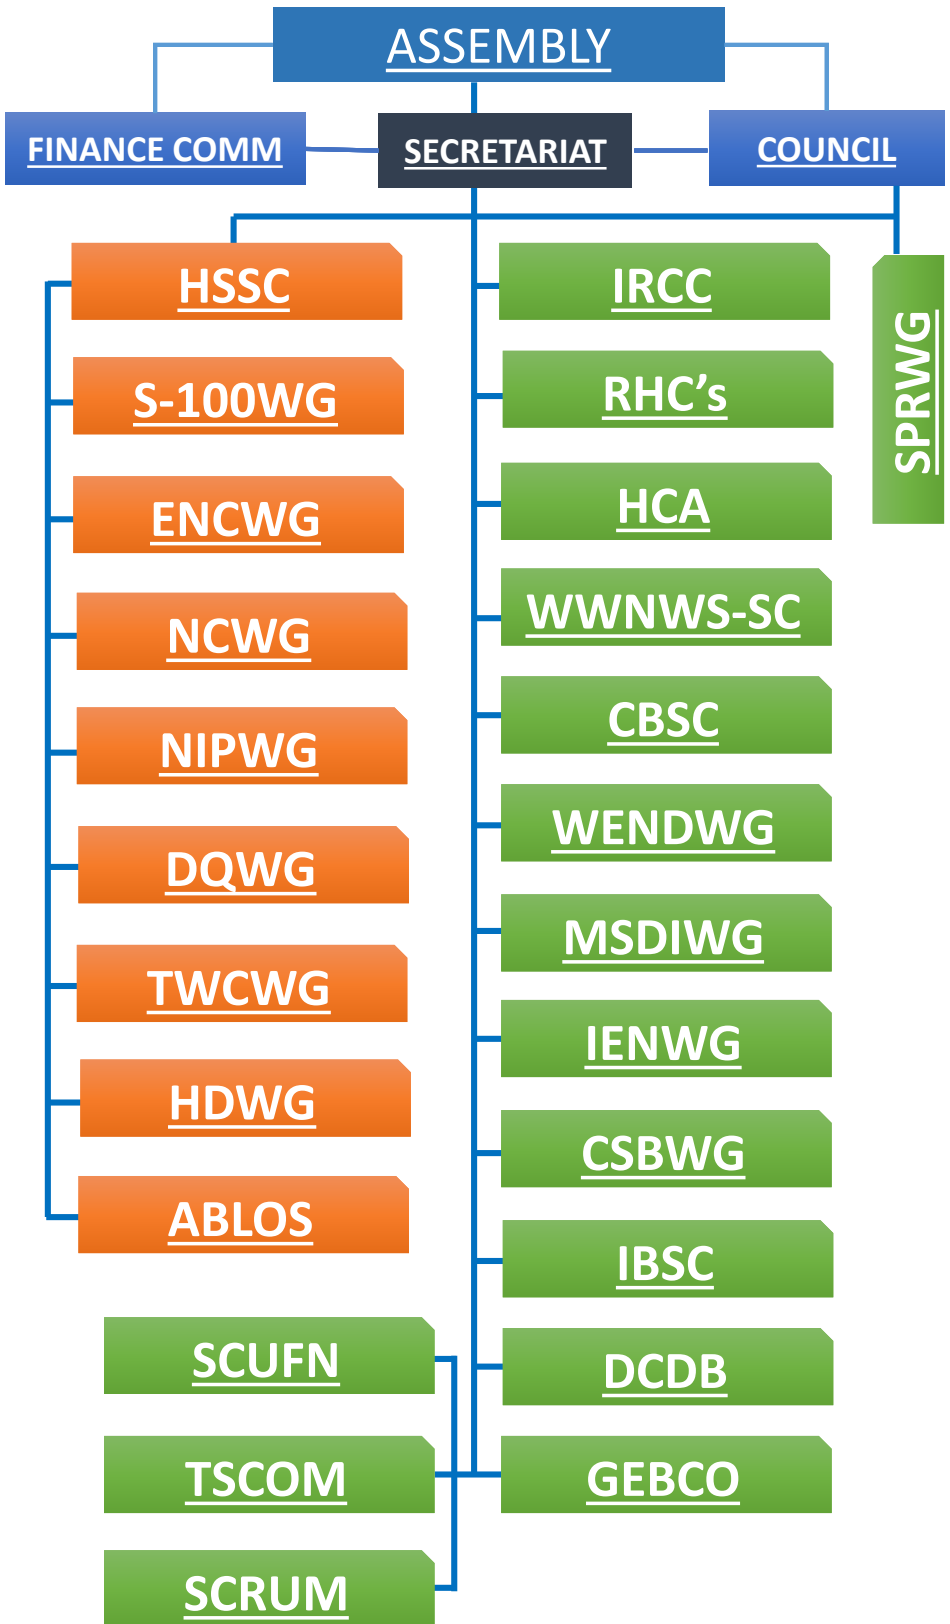 ASSEMBLY
FINANCE COMM
SECRETARIAT
COUNCIL
HSSC
S-100WG
ENCWG
NCWG
NIPWG
DQWG
TWCWG
HDWG
ABLOS
IRCC
RHC's
HCA
WWNWS-SC
CBSC
WENDWG
MSDIWG
IENWG
CSBWG
IBSC
DCDB
GEBCO
SCUFN
TSCOM
SCRUM
SPRWG